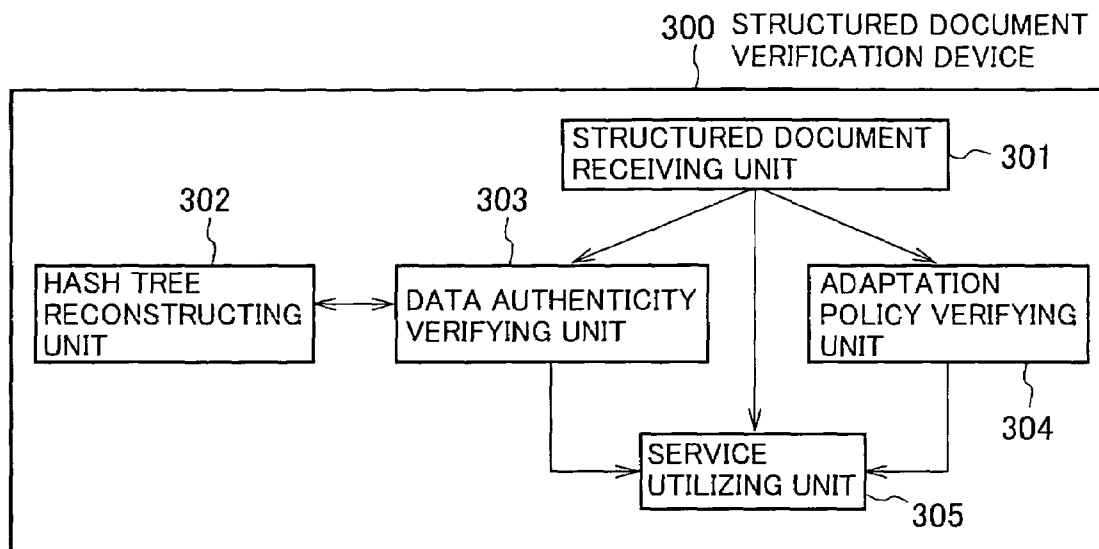 300 STRUCTURED DOCUMENT
VERIFICATION DEVICE
STRUCTURED DOCUMENT
RECEIVING UNIT
301
302
303
HASH TREE
RECONSTRUCTING
UNIT
DATA AUTHENTICITY
VERIFYING UNIT
ADAPTATION
POLICY VERIFYING
UNIT
304
SERVICE
UTILIZING UNIT
305